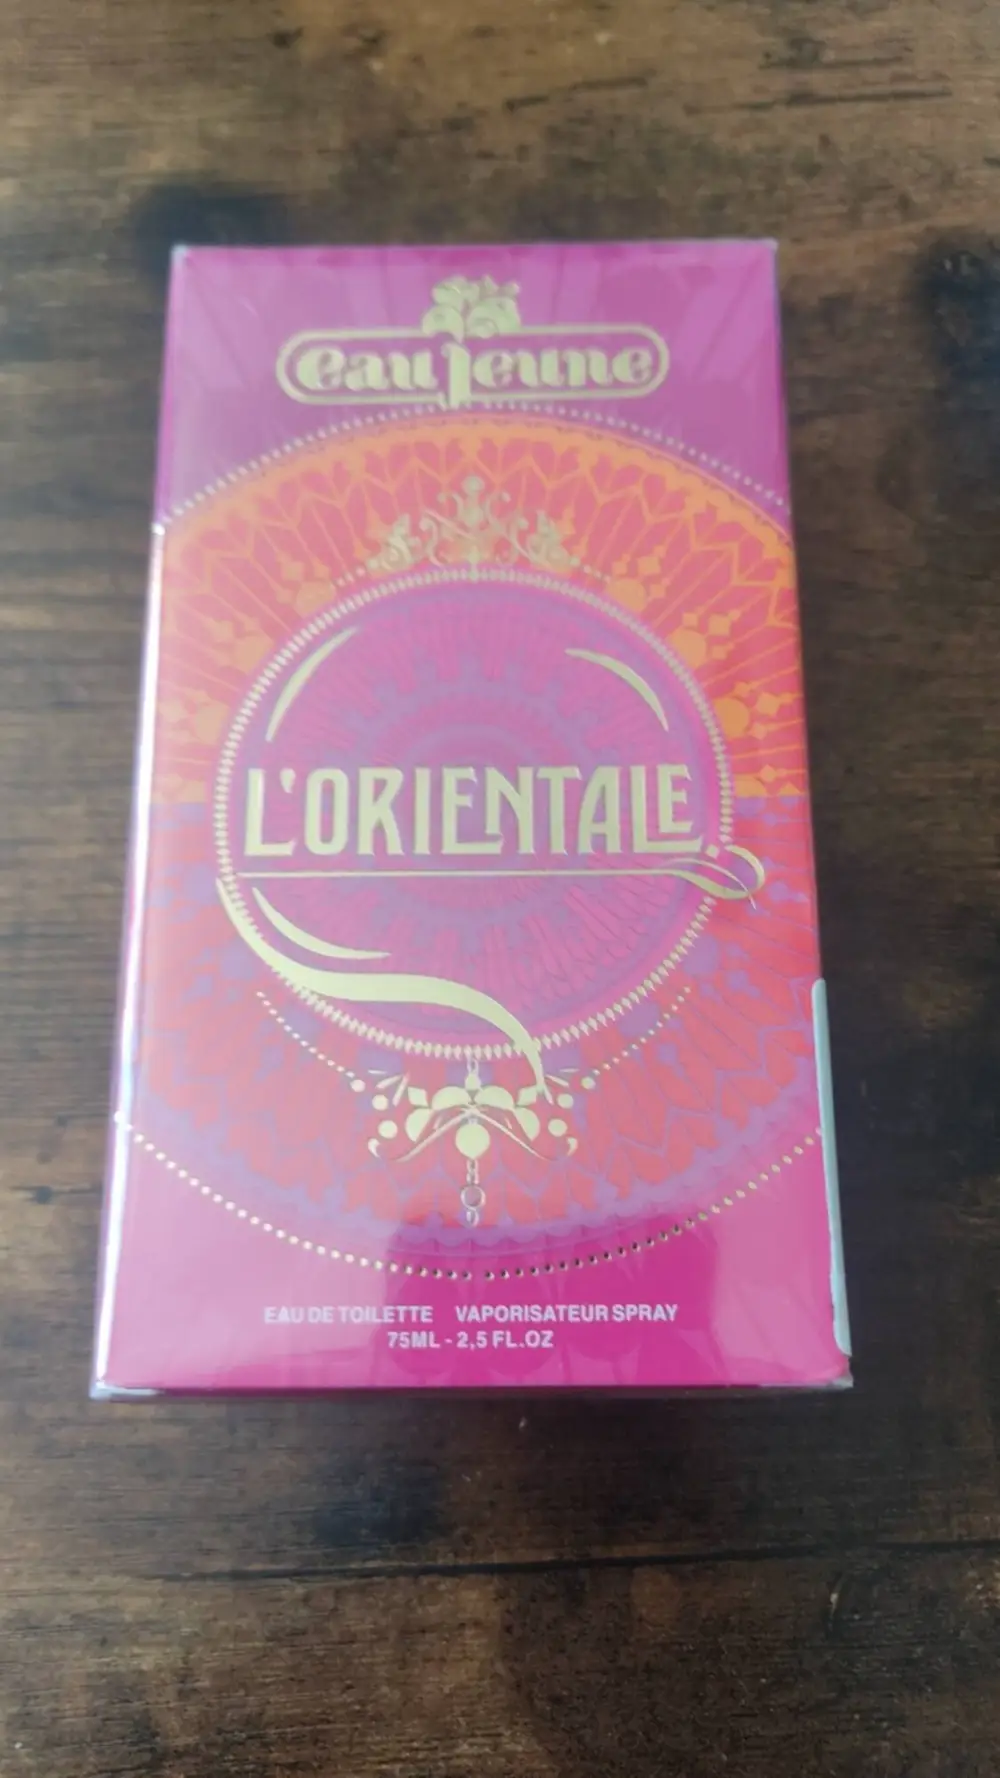 eau jeune
L'ORIENTALE
EAU DE TOILETTE VAPORISATEUR SPRAY
75ML - 2,5 FL.OZ